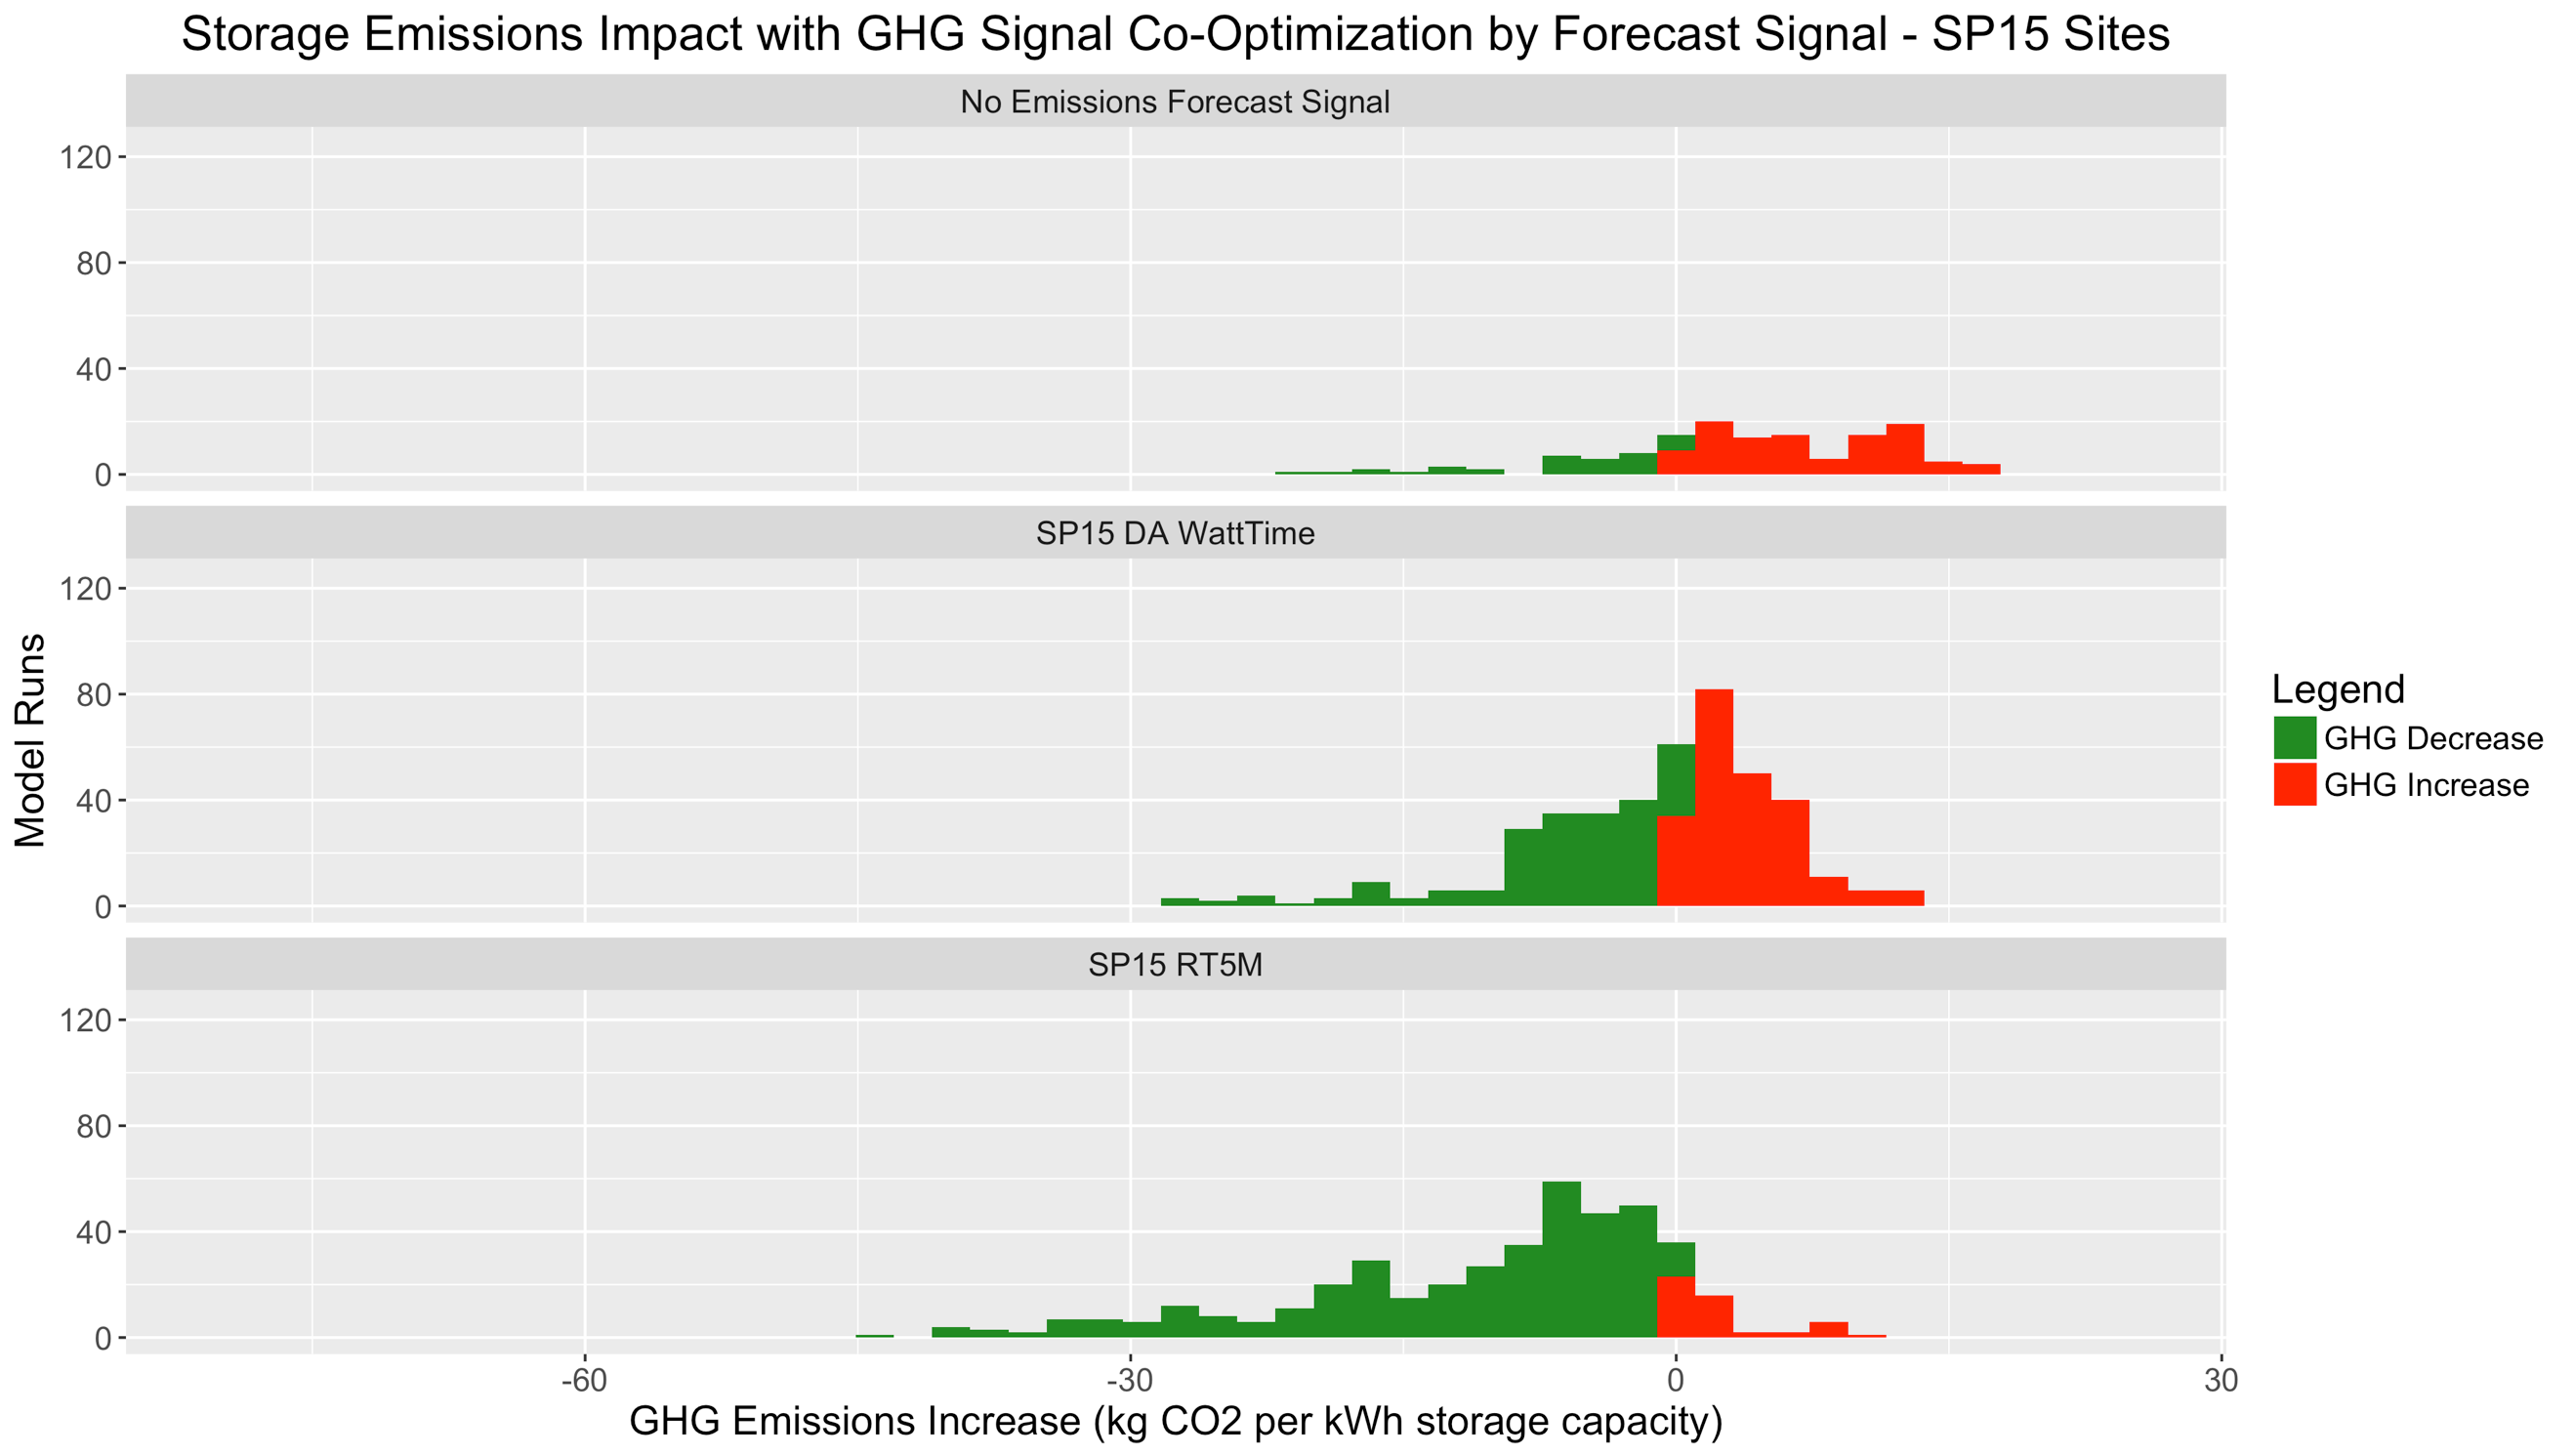 Storage Emissions Impact with GHG Signal Co-Optimization by Forecast Signal - SP15 Sites
No Emissions Forecast Signal
120
80
40
0
SP15 DA WattTime
120
80
40
0
SP15 RT5M
120
80
40
0
-60 -30 0 30
GHG Emissions Increase (kg CO2 per kWh storage capacity)
Model Runs
Legend
GHG Decrease
GHG Increase